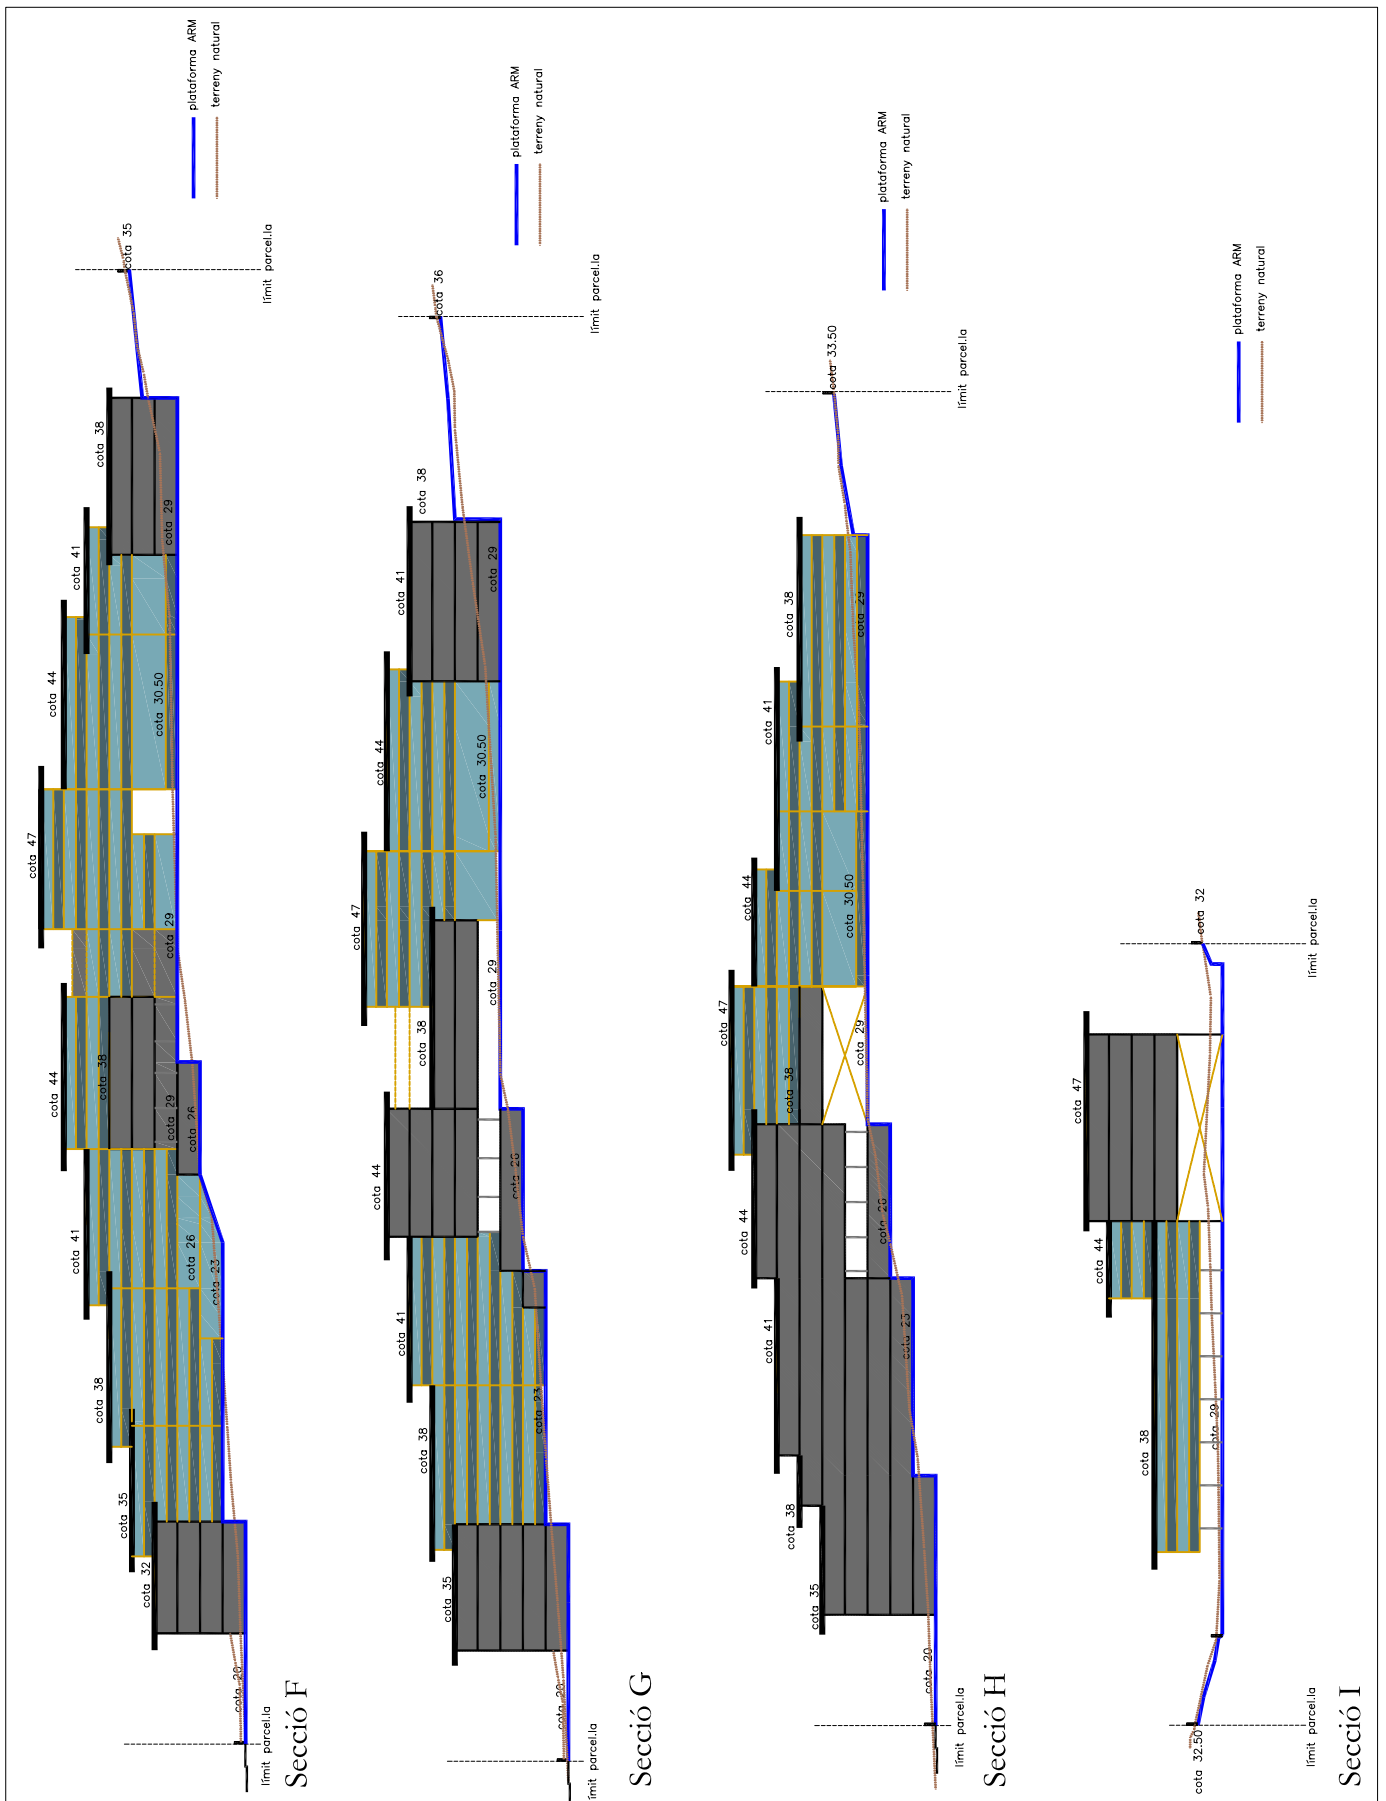 Secció F
límit parcel.la
cota 20
cota 32
cota 35
cota 38
cota 41
cota 44
cota 47
cota 44
cota 41
cota 38
cota 23
cota 26
cota 26
cota 29
cota 38
cota 29
cota 30.50
cota 29
cota 35
límit parcel.la
plataforma ARM
terreny natural
Secció G
límit parcel.la
cota 20
cota 35
cota 38
cota 41
cota 44
cota 38
cota 47
cota 44
cota 41
cota 38
cota 23
cota 26
cota 29
cota 30.50
cota 29
cota 36
límit parcel.la
plataforma ARM
terreny natural
Secció H
límit parcel.la
cota 20
cota 35
cota 38
cota 41
cota 44
cota 47
cota 38
cota 44
cota 41
cota 38
cota 23
cota 26
cota 29
cota 30.50
cota 29
cota 33.50
límit parcel.la
plataforma ARM
terreny natural
Secció I
límit parcel.la
cota 32.50
cota 38
cota 44
cota 47
cota 29
cota 32
límit parcel.la
plataforma ARM
terreny natural